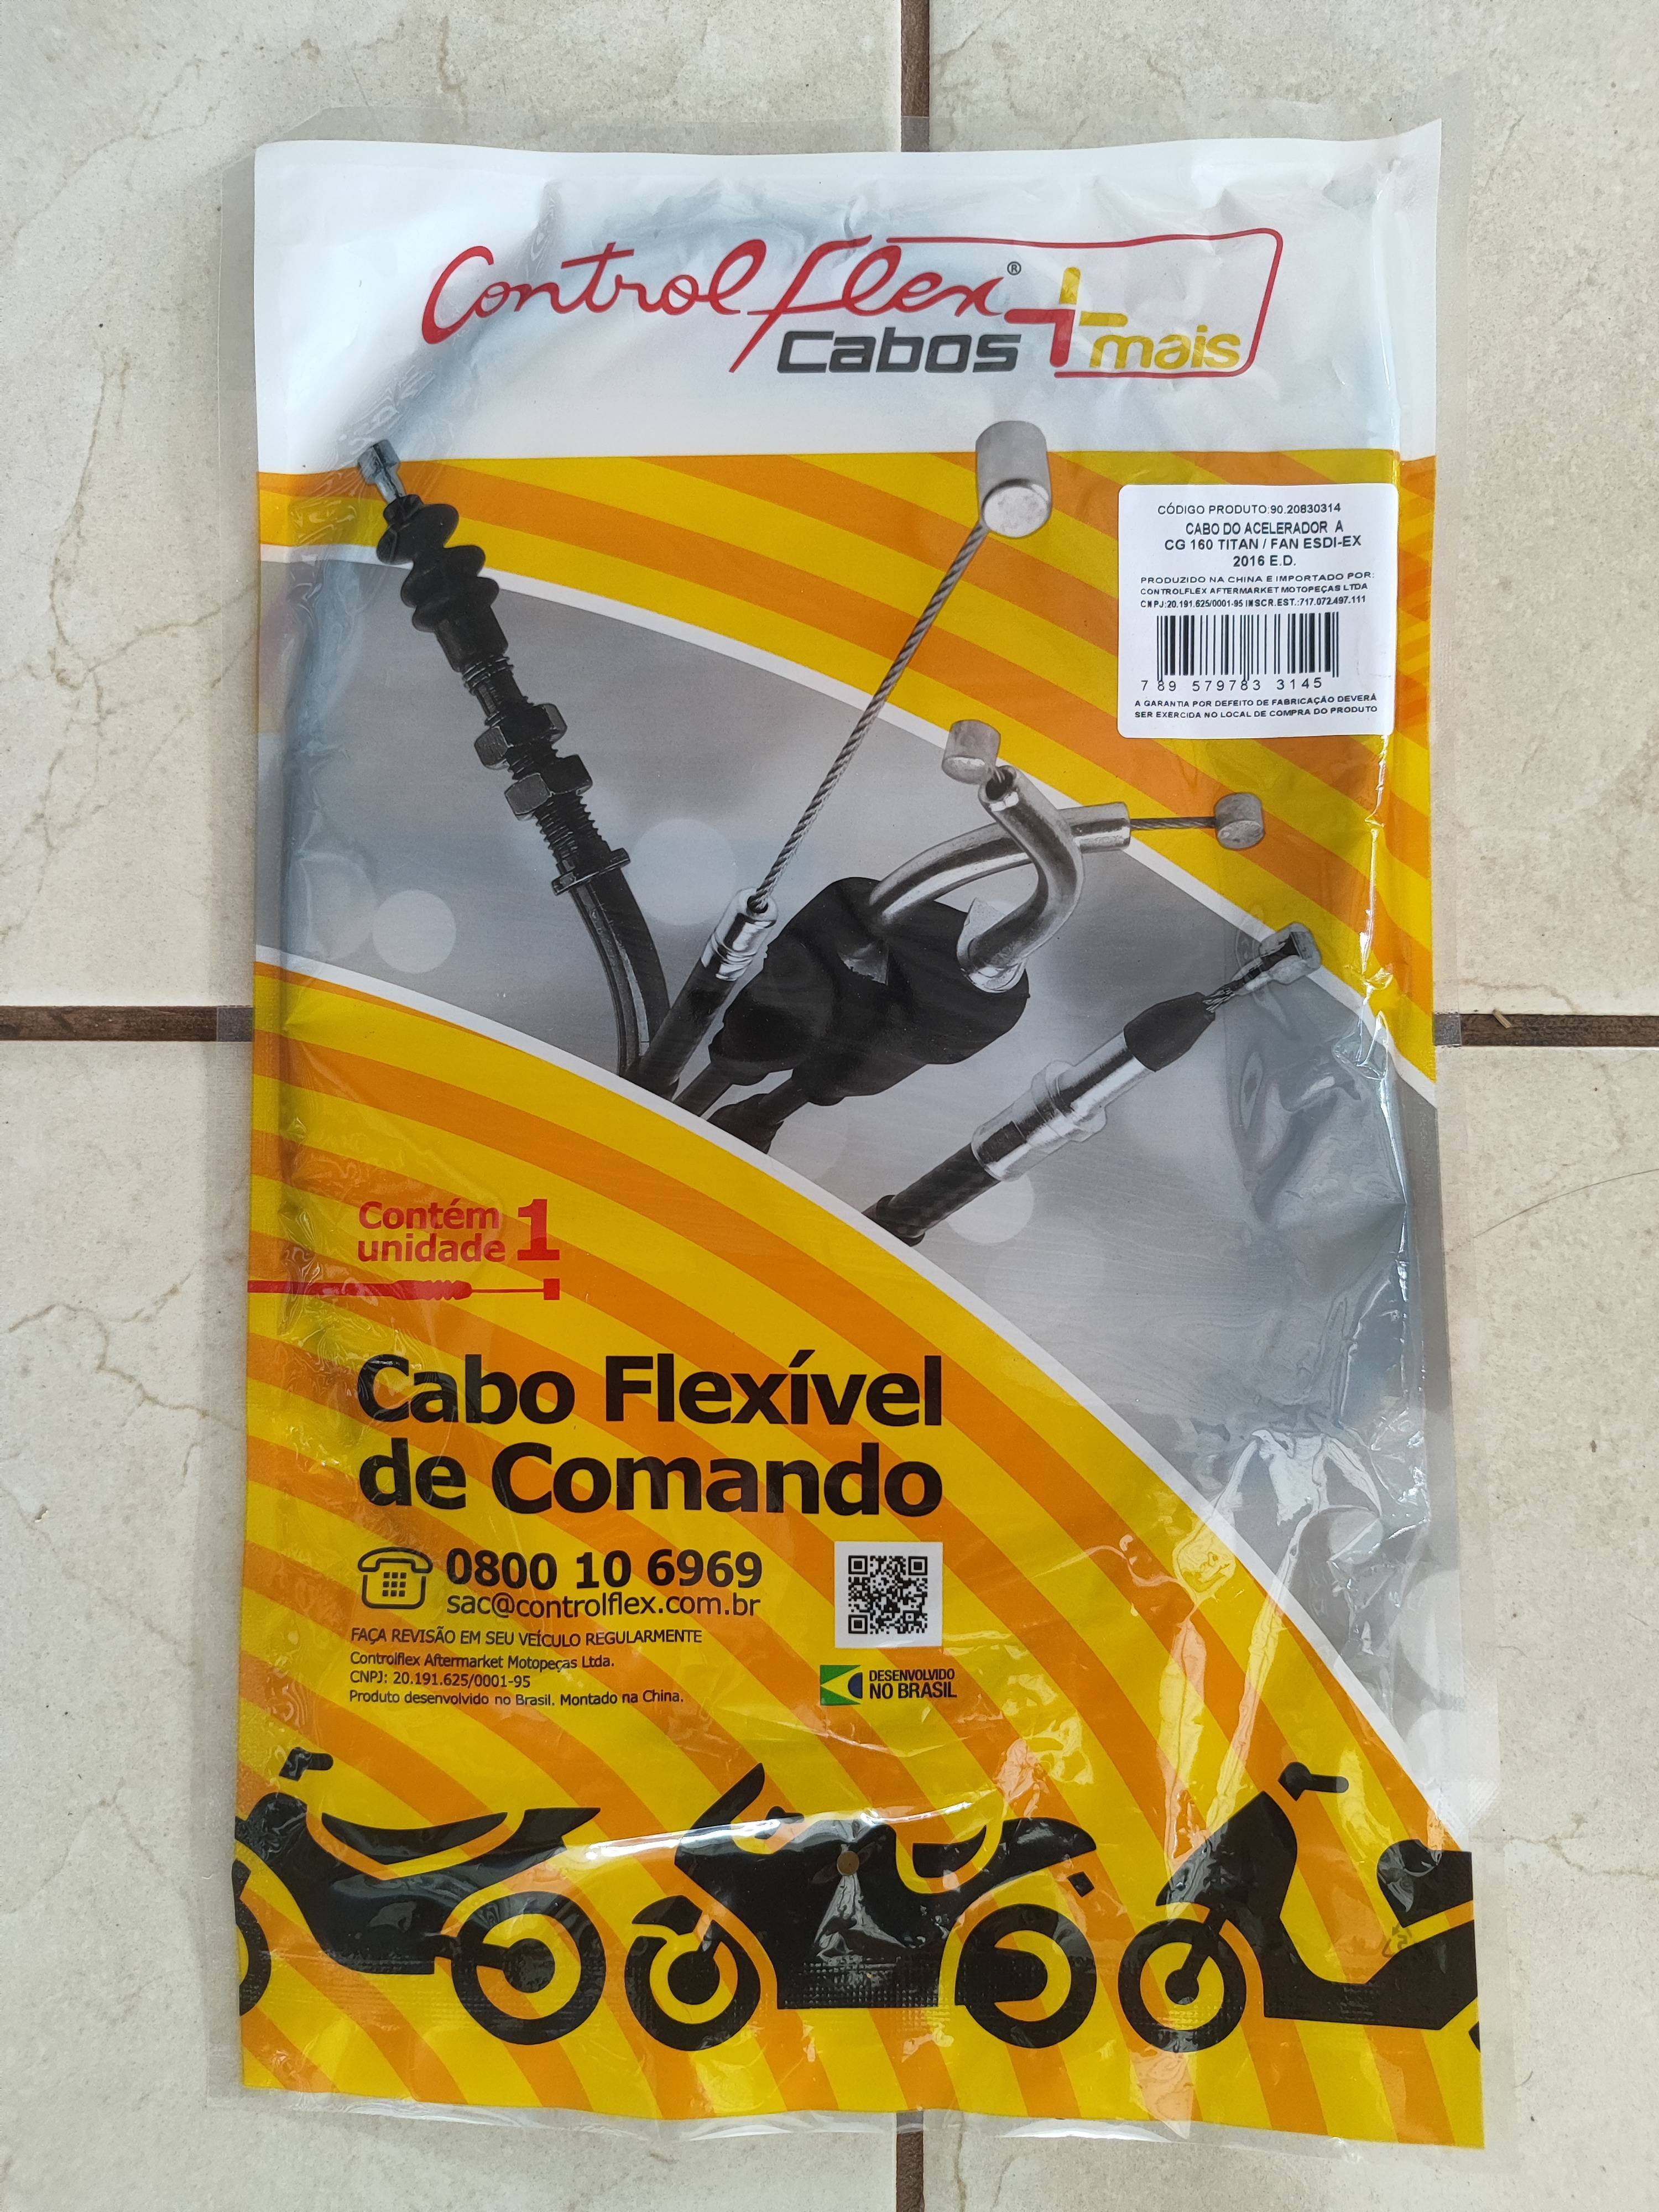 Control flex®
Cabos +mais
CÓDIGO PRODUTO:90.20830314
CABO DO ACELERADOR A
CG 160 TITAN / FAN ESDI-EX
2016 E.D.
PRODUZIDO NA CHINA E IMPORTADO POR:
CONTROLFLEX AFTERMARKET MOTOPEÇAS LTDA
CNPJ:20.191.625/0001-95 INSCR.EST.:717.072.497.111
7 89 579783 3145
A GARANTIA POR DEFEITO DE FABRICAÇÃO DEVERÁ
SER EXERCIDA NO LOCAL DE COMPRA DO PRODUTO
Contém 1
unidade
Cabo Flexível
de Comando
0800 10 6969
sac@controlflex.com.br
FAÇA REVISÃO EM SEU VEÍCULO REGULARMENTE
Controlflex Aftermarket Motopeças Ltda.
CNPJ: 20.191.625/0001-95
Produto desenvolvido no Brasil. Montado na China.
DESENVOLVIDO
NO BRASIL